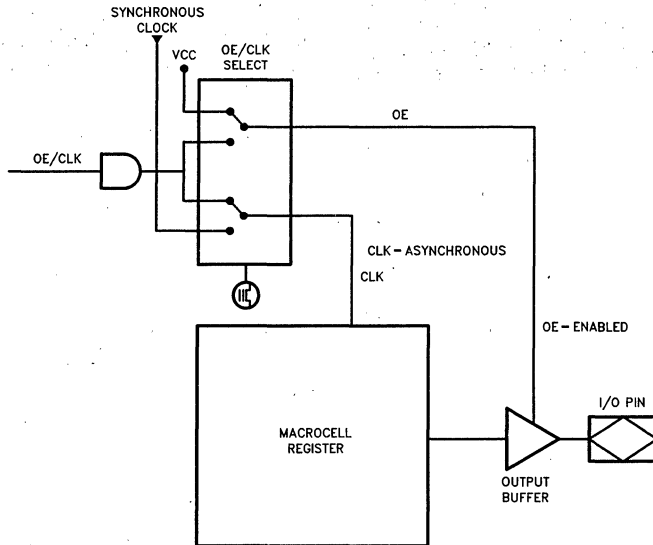 SYNCHRONOUS
CLOCK
VCC
OE/CLK
SELECT
OE
OE/CLK
CLK – ASYNCHRONOUS
CLK
OE – ENABLED
I/O PIN
MACROCELL
REGISTER
OUTPUT
BUFFER